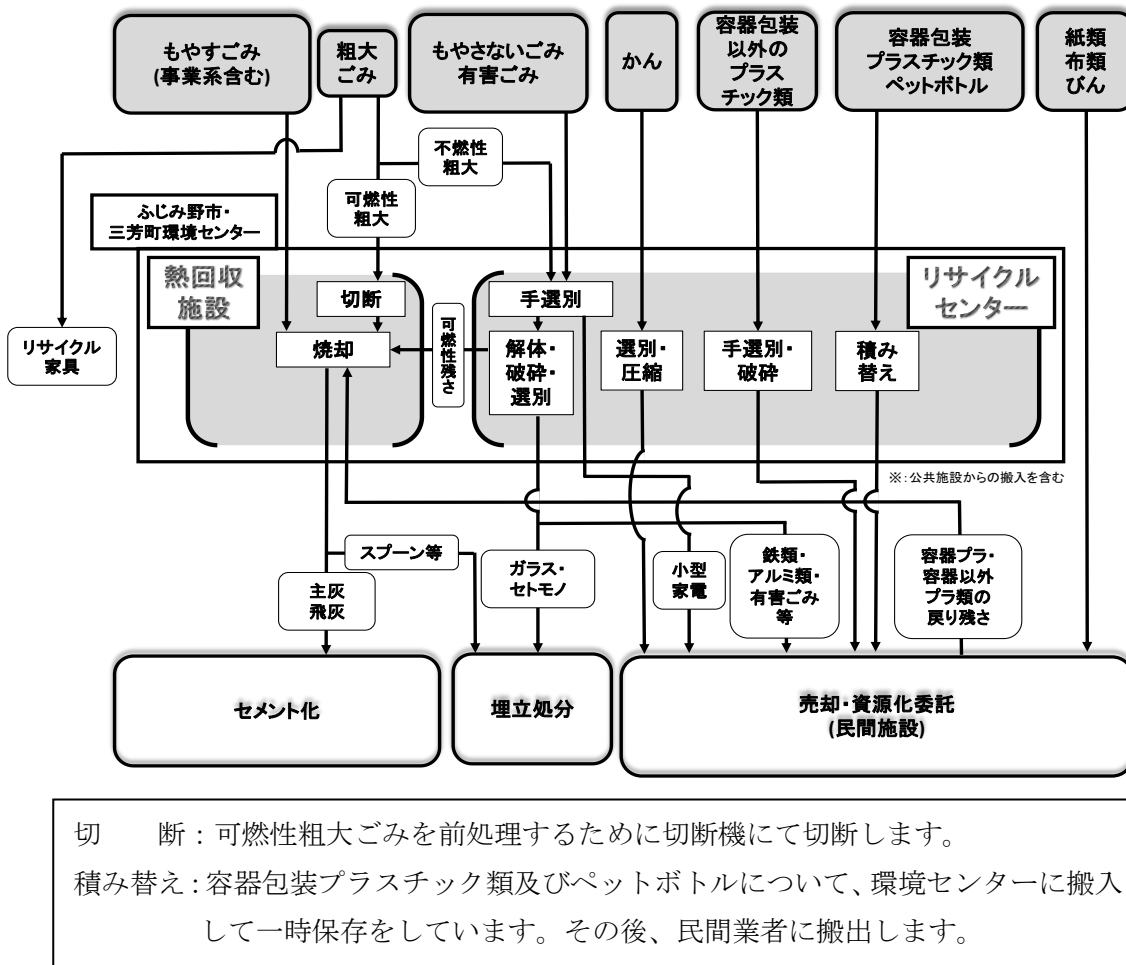 もやすごみ
(事業系含む)
粗大
ごみ
もやさないごみ
有害ごみ
かん
容器包装
以外の
プラス
チック類
容器包装
プラスチック類
ペットボトル
紙類
布類
びん
不燃性
粗大
可燃性
粗大
ふじみ野市・
三芳町環境センター
熱回収
施設
リサイクル
センター
切断
手選別
リサイクル
家具
焼却
可燃性残さ
解体・
破砕・
選別
選別・
圧縮
手選別・
破砕
積み
替え
※:公共施設からの搬入を含む
スプーン等
主灰
飛灰
ガラス・
セトモノ
小型
家電
鉄類・
アルミ類・
有害ごみ
等
容器プラ・
容器以外
プラ類の
戻り残さ
セメント化
埋立処分
売却・資源化委託
(民間施設)
切　　断：可燃性粗大ごみを前処理するために切断機にて切断します。
積み替え：容器包装プラスチック類及びペットボトルについて、環境センターに搬入
して一時保存をしています。その後、民間業者に搬出します。